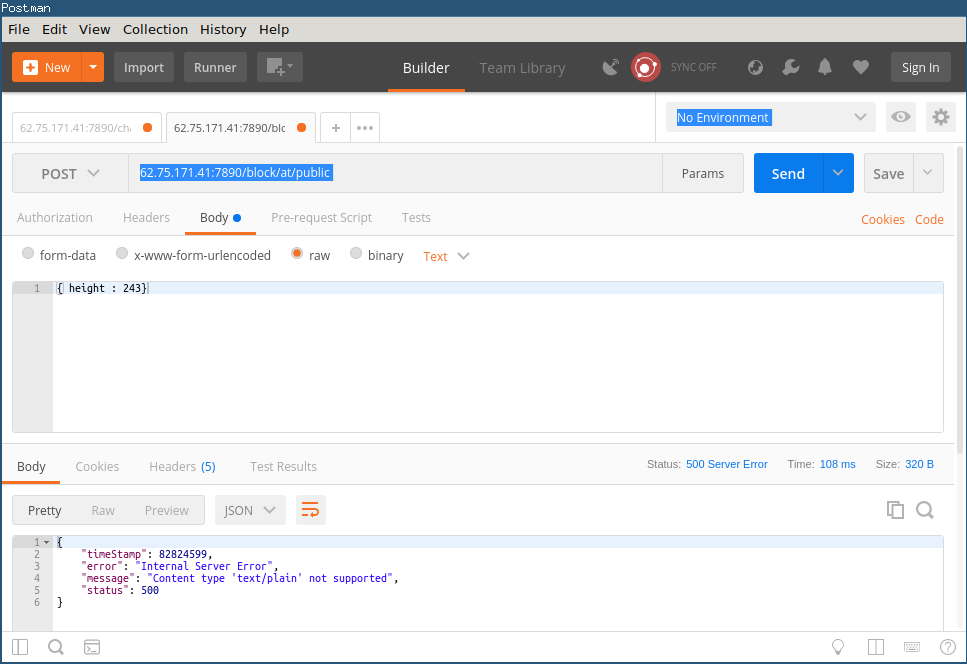 Postman
File Edit View Collection History Help
New Import Runner Builder Team Library SYNC OFF Sign In
62.75.171.41:7890/cha 62.75.171.41:7890/blc + ••• No Environment
POST 62.75.171.41:7890/block/at/public Params Send Save
Authorization Headers Body Pre-request Script Tests Cookies Code
form-data x-www-form-urlencoded raw binary Text
1 { height : 243}
Body Cookies Headers (5) Test Results Status: 500 Server Error Time: 108 ms Size: 320 B
Pretty Raw Preview JSON
1 {
2 "timeStamp": 82824599,
3 "error": "Internal Server Error",
4 "message": "Content type 'text/plain' not supported",
5 "status": 500
6 }